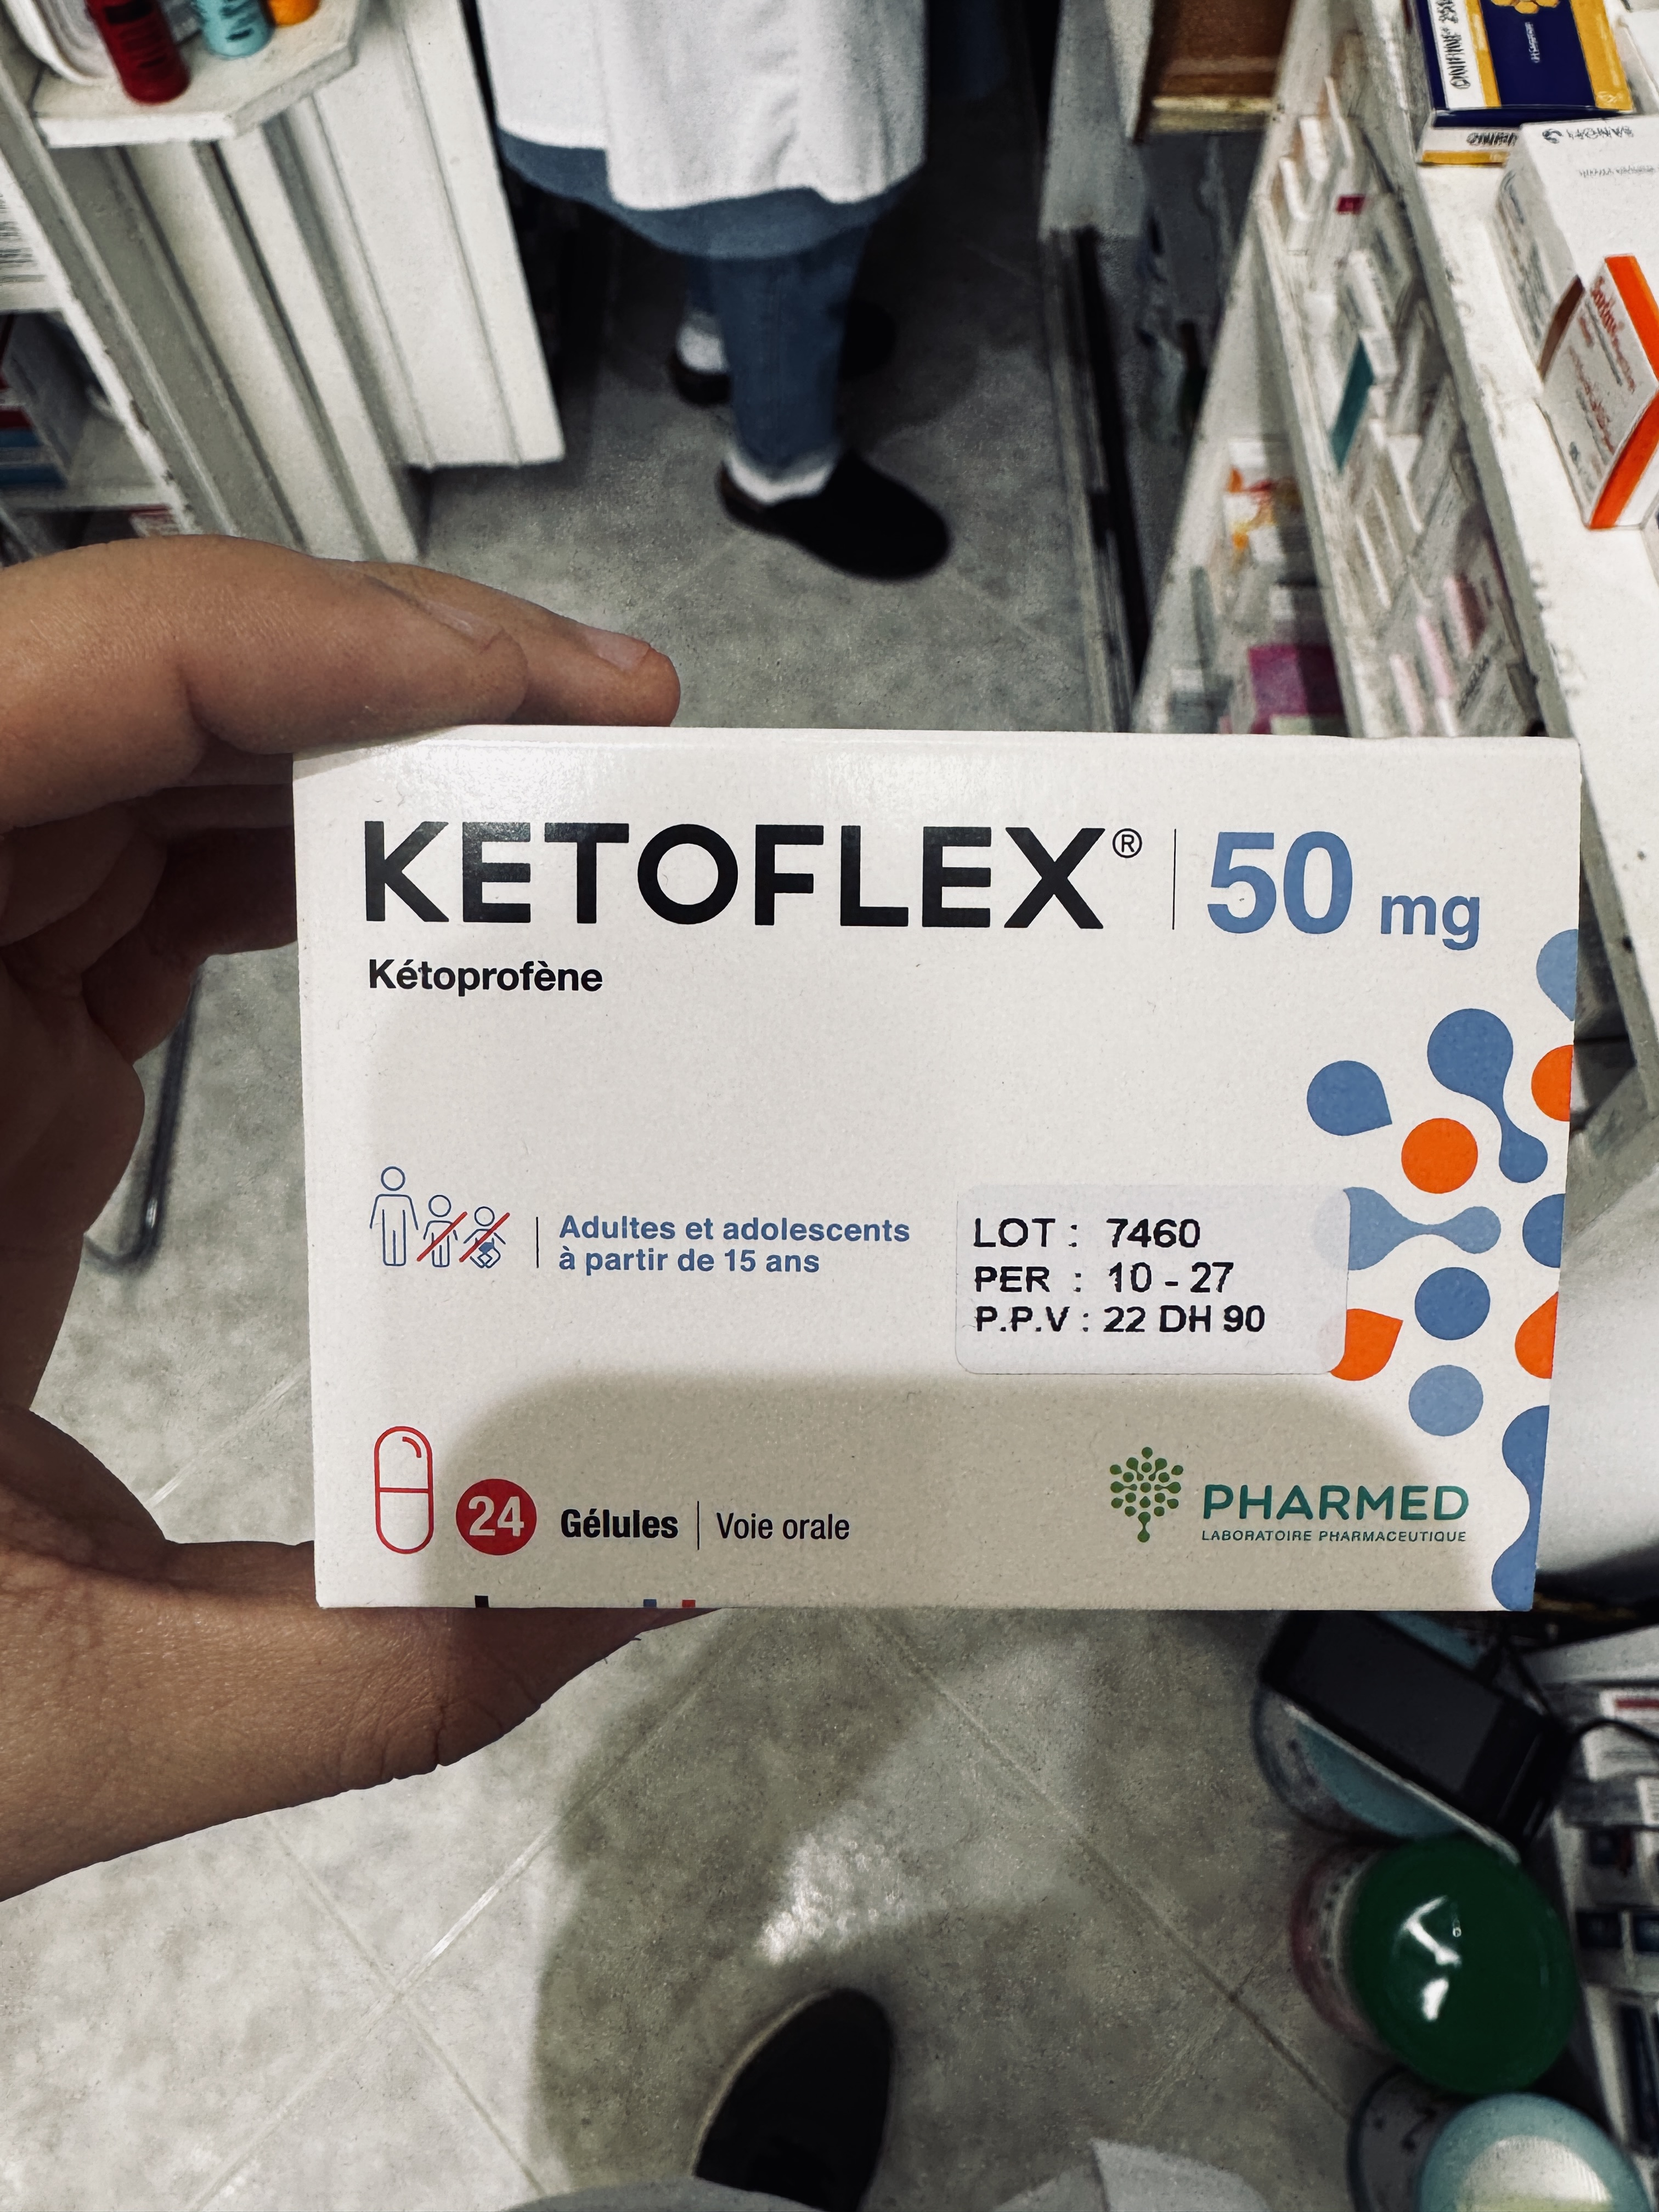 KETOFLEX® | 50 mg
Kétoprofène
Adultes et adolescents
à partir de 15 ans
LOT : 7460
PER : 10 - 27
P.P.V : 22 DH 90
24 Gélules | Voie orale
PHARMED
LABORATOIRE PHARMACEUTIQUE